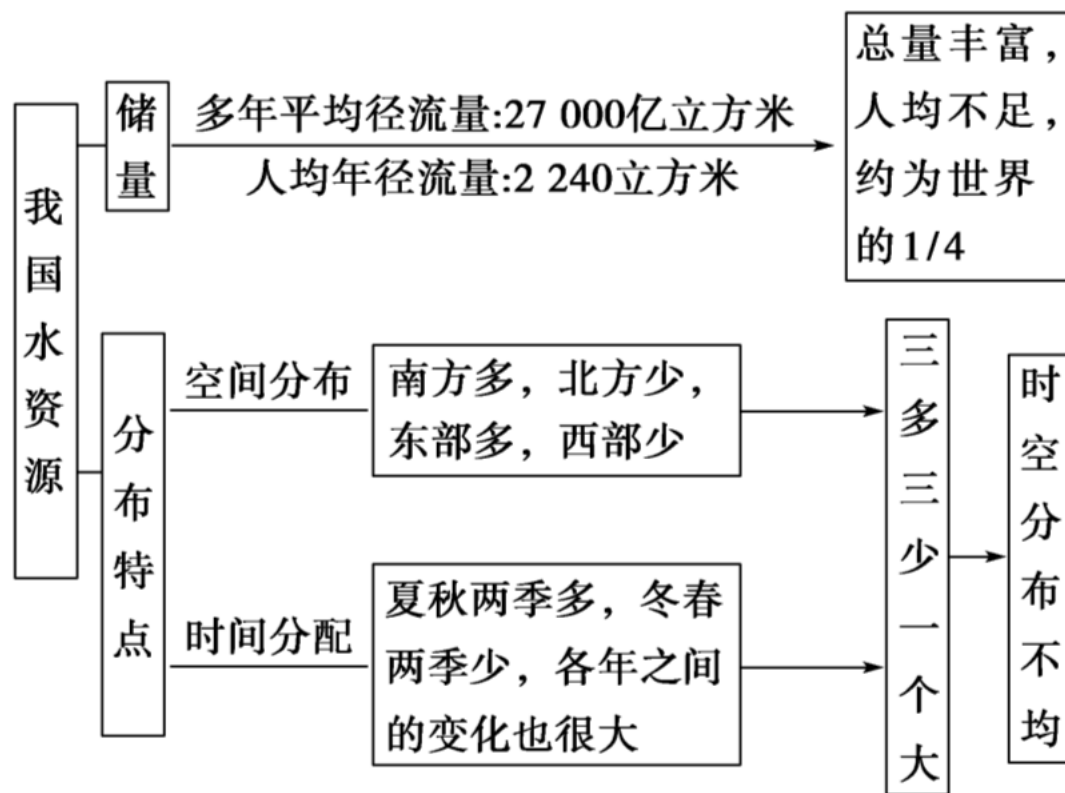 我国水资源
储量
多年平均径流量:27 000亿立方米
人均年径流量:2 240立方米
总量丰富，
人均不足，
约为世界
的1/4
分布特点
空间分布
南方多，北方少，
东部多，西部少
时间分配
夏秋两季多，冬春
两季少，各年之间
的变化也很大
三多三少一个大
时空分布不均